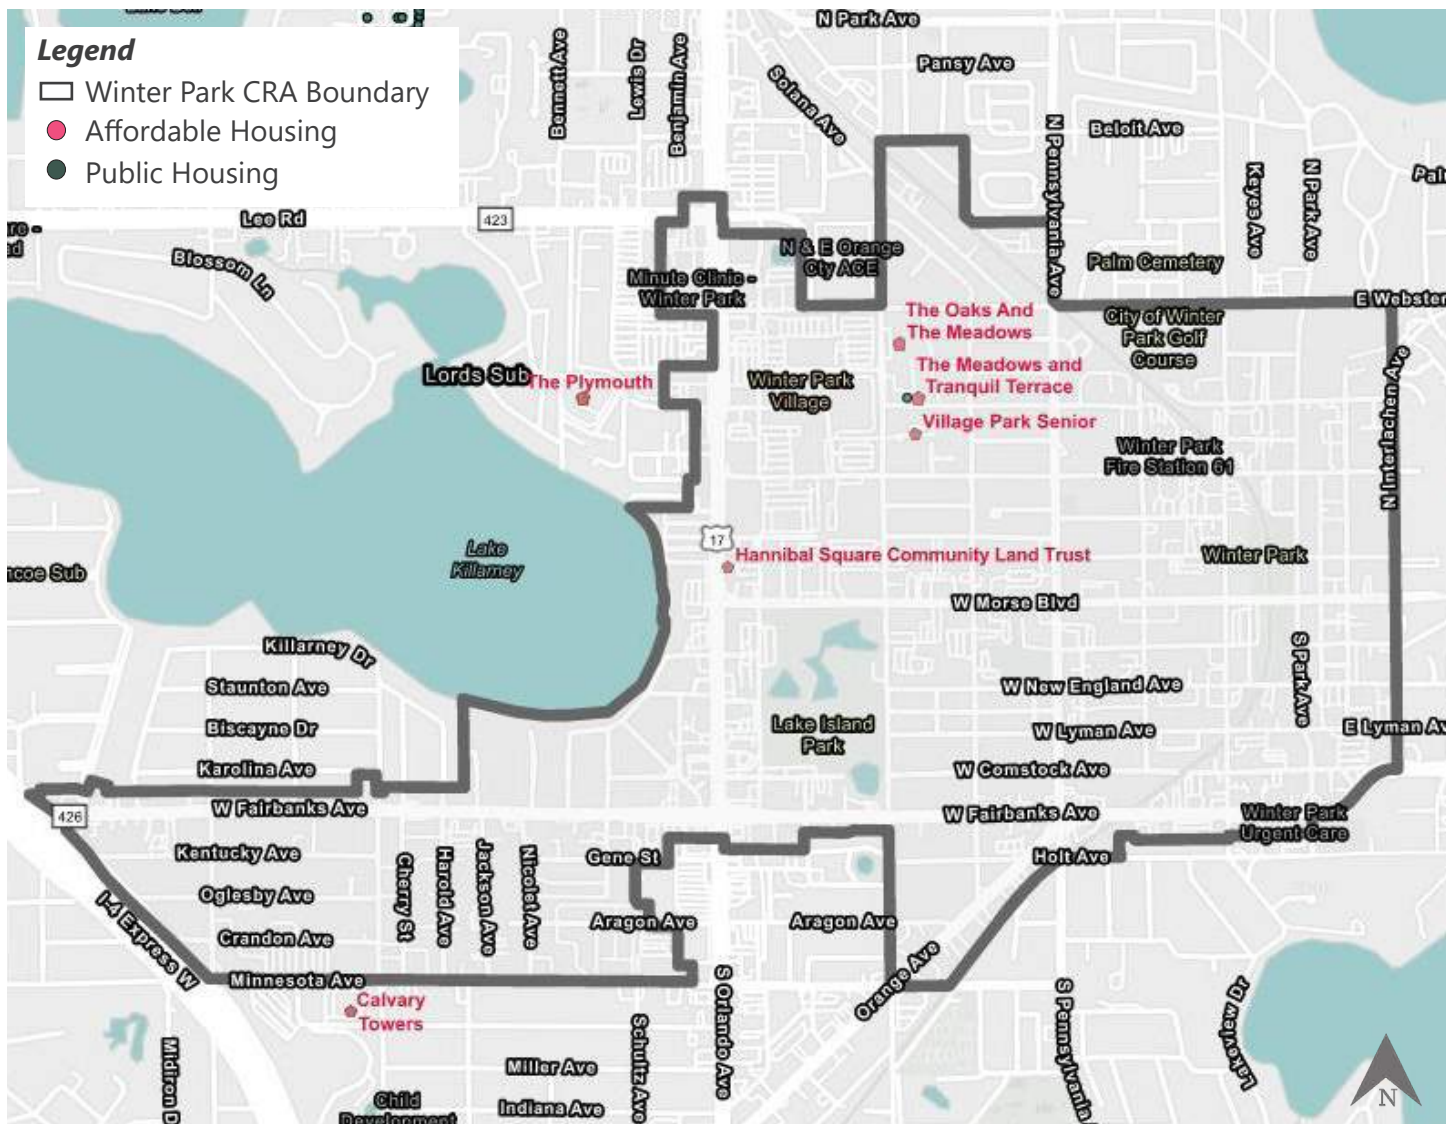 Legend
Winter Park CRA Boundary
Affordable Housing
Public Housing
N Park Ave
Pansy Ave
Solana Ave
Bennett Ave
Lewis Dr
Benjamin Ave
N Pennsylvania Ave
Beloit Ave
Keyes Ave
N Park Ave
Lee Rd
423
Blossom Ln
N & E Orange
Cty ACE
Palm Cemetery
Minute Clinic -
Winter Park
E Webster
The Oaks And
The Meadows
City of Winter
Park Golf
Course
Lords Sub
The Plymouth
Winter Park
Village
The Meadows and
Tranquil Terrace
Village Park Senior
Winter Park
Fire Station 61
N Interlachen Ave
Lake
Killarney
17
Hannibal Square Community Land Trust
Winter Park
ncoe Sub
W Morse Blvd
Killarney Dr
Staunton Ave
Biscayne Dr
Karolina Ave
W New England Ave
S Park Ave
Lake Island
Park
W Lyman Ave
E Lyman Av
W Comstock Ave
426
W Fairbanks Ave
W Fairbanks Ave
Winter Park
Urgent Care
Kentucky Ave
Oglesby Ave
Crandon Ave
Cherry St
Harold Ave
Jackson Ave
Nicolet Ave
Gene St
Holt Ave
Aragon Ave
Aragon Ave
I-4 Express W
Minnesota Ave
Orange Ave
Calvary
Towers
S Orlando Ave
S Pennsylvania
Lakeview Dr
Midiron D
Schultz Ave
Miller Ave
Indiana Ave
Child
Development
N